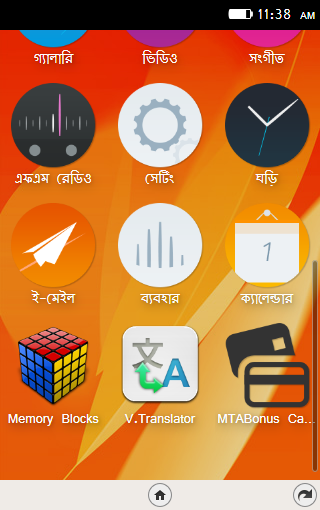 11:38 AM
গ্যালারি ভিডিও সংগীত
এফএম রেডিও সেটিং ঘড়ি
1
ই-মেইল ব্যবহার ক্যালেন্ডার
文 A
Memory Blocks V.Translator MTABonus Ca...